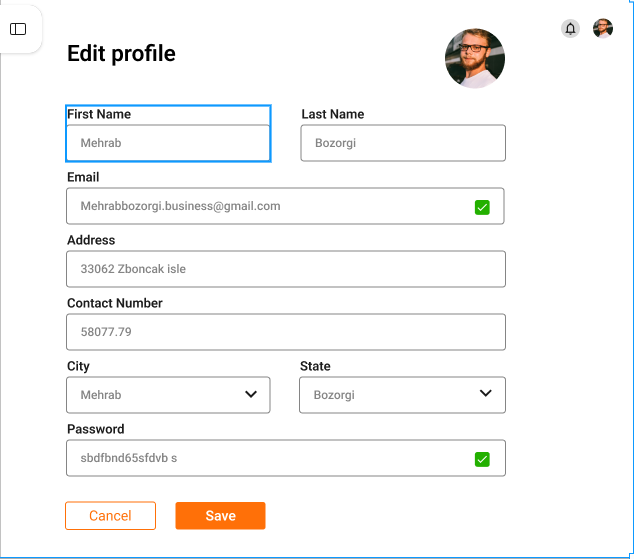 Edit profile
First Name
Last Name
Mehrab
Bozorgi
Email
Mehrabbozorgi.business@gmail.com
Address
33062 Zboncak isle
Contact Number
58077.79
City
State
Mehrab
Bozorgi
Password
sbdfbnd65sfdvb s
Cancel
Save